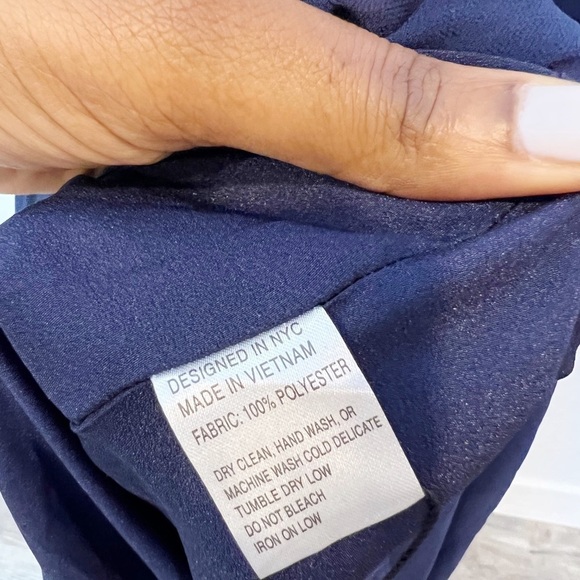 DESIGNED IN NYC
MADE IN VIETNAM
FABRIC: 100% POLYESTER
DRY CLEAN, HAND WASH, OR
MACHINE WASH COLD DELICATE
TUMBLE DRY LOW
DO NOT BLEACH
IRON ON LOW